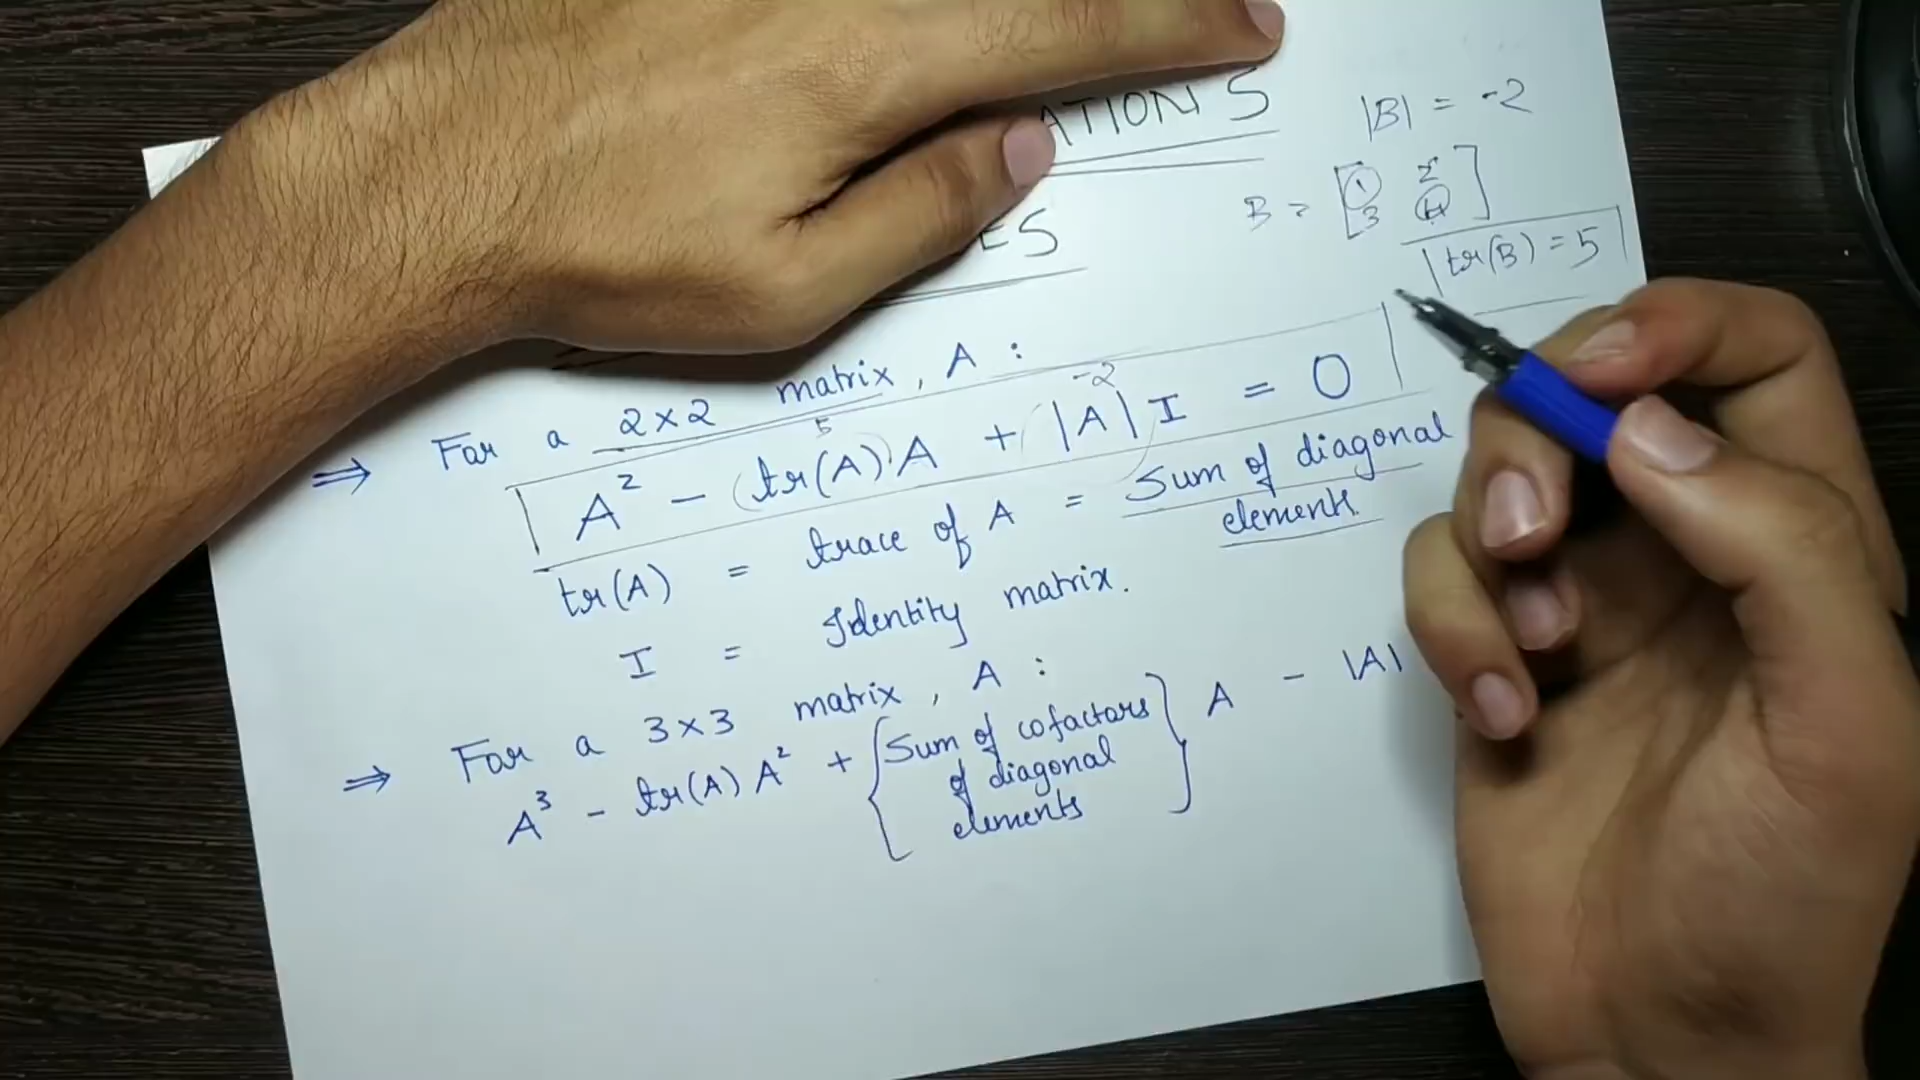 ATIONS
ES
|B| = -2
B = [1 2
3 4]
tr(B) = 5
⇒ For a 2×2 matrix, A :
5 -2
A² - (tr(A))·A + |A| I = 0
tr(A) = trace of A = Sum of diagonal elements.
I = Identity matrix.
⇒ For a 3×3 matrix, A :
A³ - tr(A) A² + {Sum of cofactors of diagonal elements} A - |A|